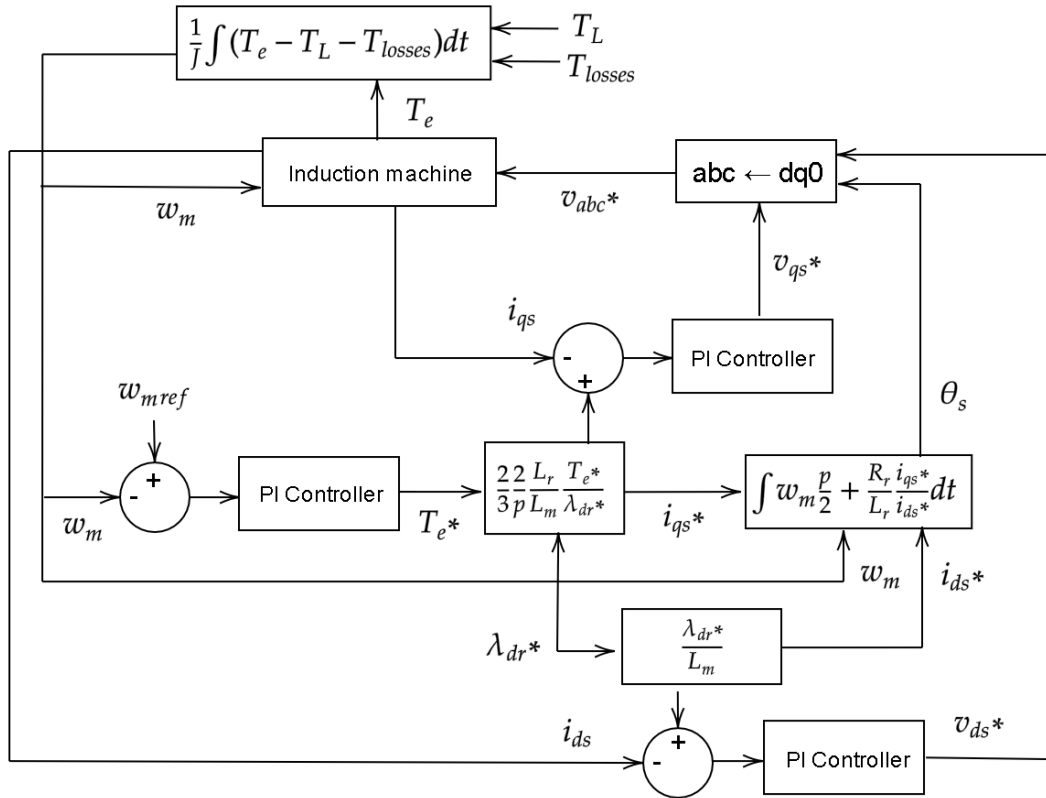 1/J ∫(T_e − T_L − T_losses)dt
T_L
T_losses
T_e
Induction machine
abc ← dq0
w_m
v_abc*
v_qs*
i_qs
-
+
PI Controller
w_mref
θ_s
+
-
PI Controller
2/3 2/p L_r/L_m T_e*/λ_dr*
∫ w_m p/2 + R_r/L_r i_qs*/i_ds* dt
w_m
T_e*
i_qs*
w_m
i_ds*
λ_dr*
λ_dr*/L_m
i_ds
+
-
PI Controller
v_ds*